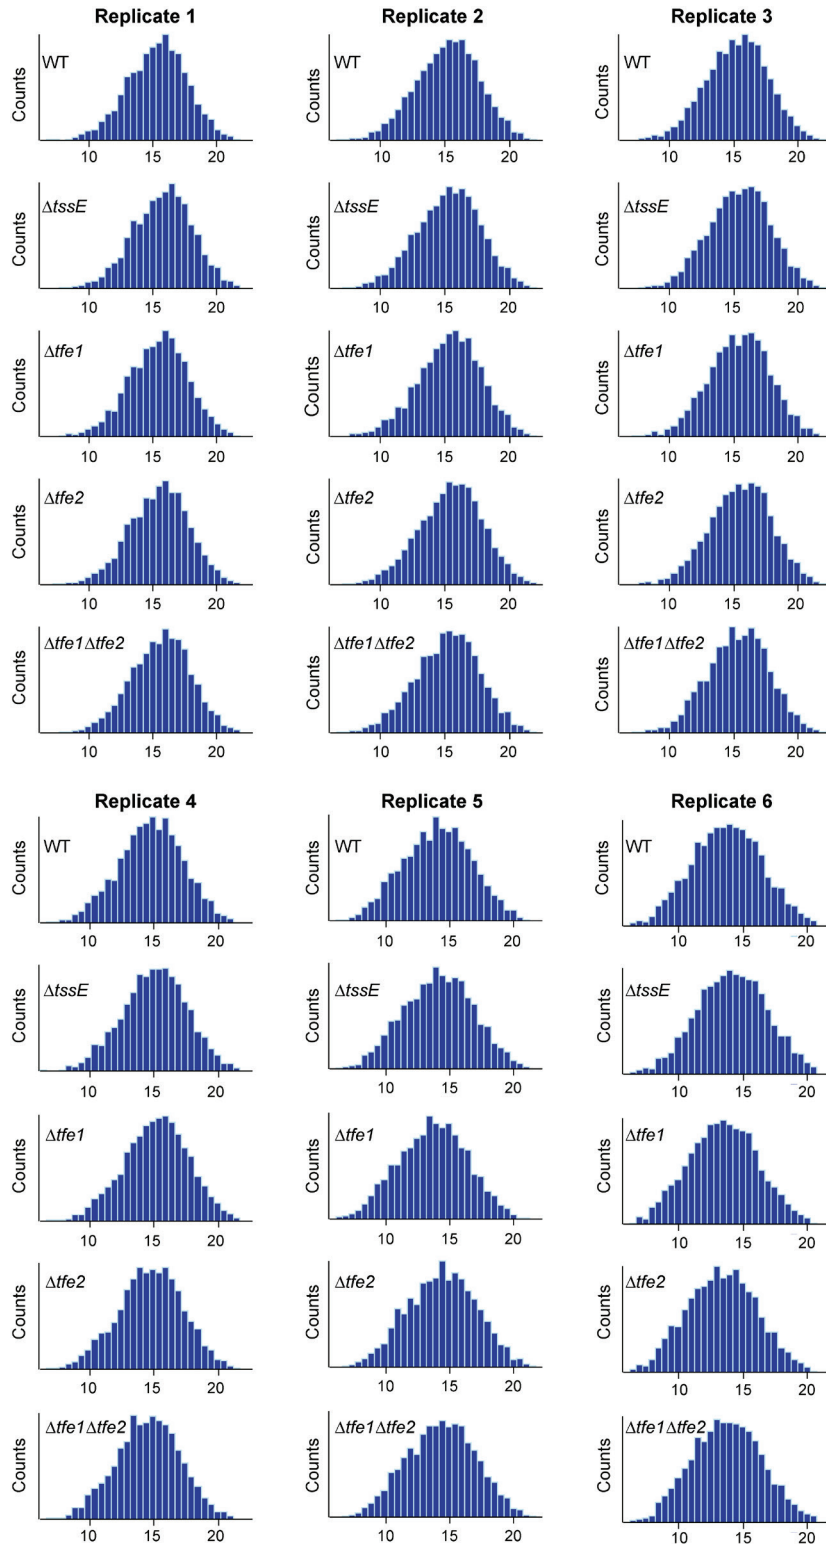 Replicate 1 Replicate 2 Replicate 3
WT WT WT
Counts Counts Counts
10 15 20 10 15 20 10 15 20
ΔtssE ΔtssE ΔtssE
Counts Counts Counts
10 15 20 10 15 20 10 15 20
Δtfe1 Δtfe1 Δtfe1
Counts Counts Counts
10 15 20 10 15 20 10 15 20
Δtfe2 Δtfe2 Δtfe2
Counts Counts Counts
10 15 20 10 15 20 10 15 20
Δtfe1Δtfe2 Δtfe1Δtfe2 Δtfe1Δtfe2
Counts Counts Counts
10 15 20 10 15 20 10 15 20
Replicate 4 Replicate 5 Replicate 6
WT WT WT
Counts Counts Counts
10 15 20 10 15 20 10 15 20
ΔtssE ΔtssE ΔtssE
Counts Counts Counts
10 15 20 10 15 20 10 15 20
Δtfe1 Δtfe1 Δtfe1
Counts Counts Counts
10 15 20 10 15 20 10 15 20
Δtfe2 Δtfe2 Δtfe2
Counts Counts Counts
10 15 20 10 15 20 10 15 20
Δtfe1Δtfe2 Δtfe1Δtfe2 Δtfe1Δtfe2
Counts Counts Counts
10 15 20 10 15 20 10 15 20